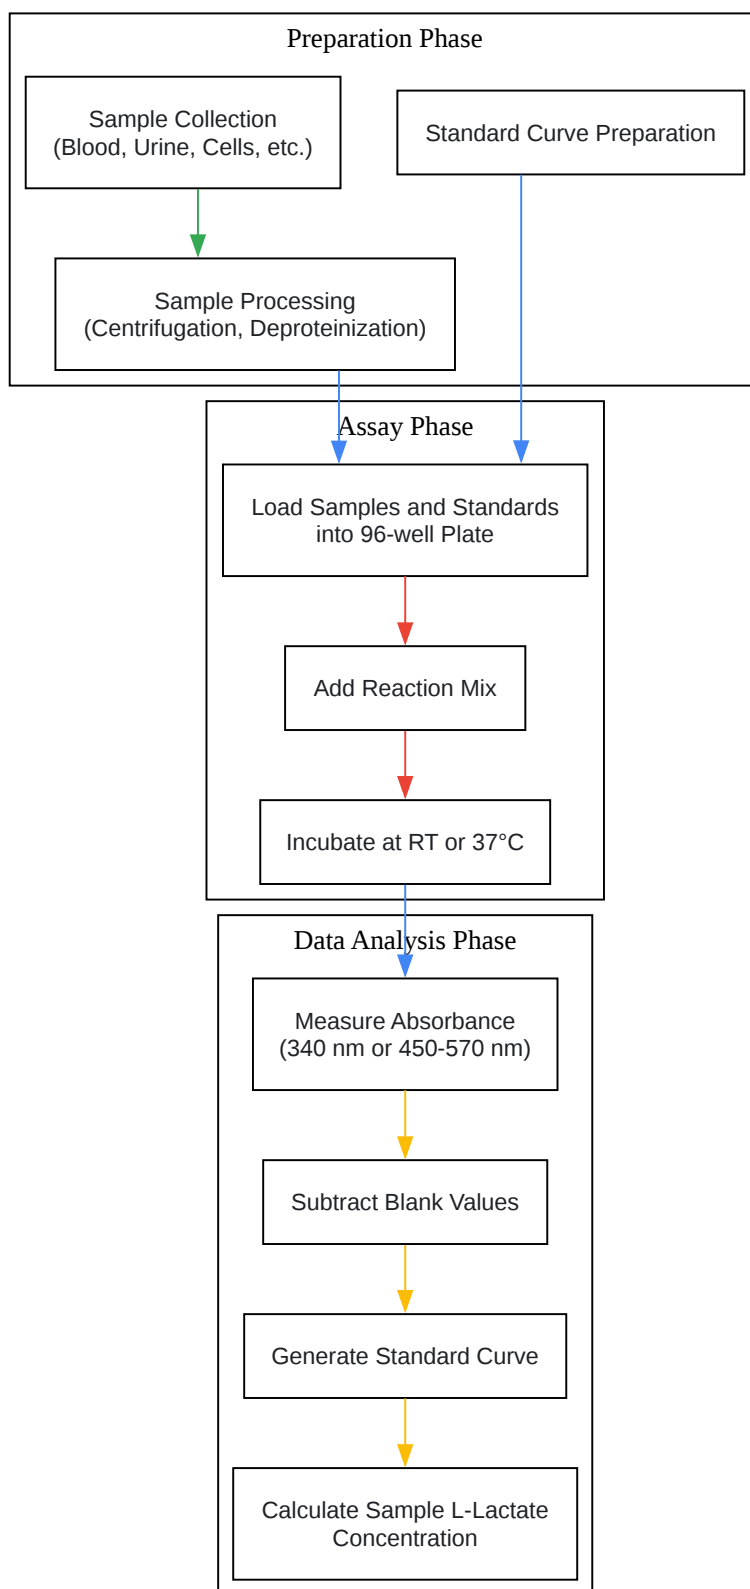 Preparation Phase
Sample Collection
(Blood, Urine, Cells, etc.)
Standard Curve Preparation
Sample Processing
(Centrifugation, Deproteinization)
Assay Phase
Load Samples and Standards
into 96-well Plate
Add Reaction Mix
Incubate at RT or 37°C
Data Analysis Phase
Measure Absorbance
(340 nm or 450-570 nm)
Subtract Blank Values
Generate Standard Curve
Calculate Sample L-Lactate
Concentration